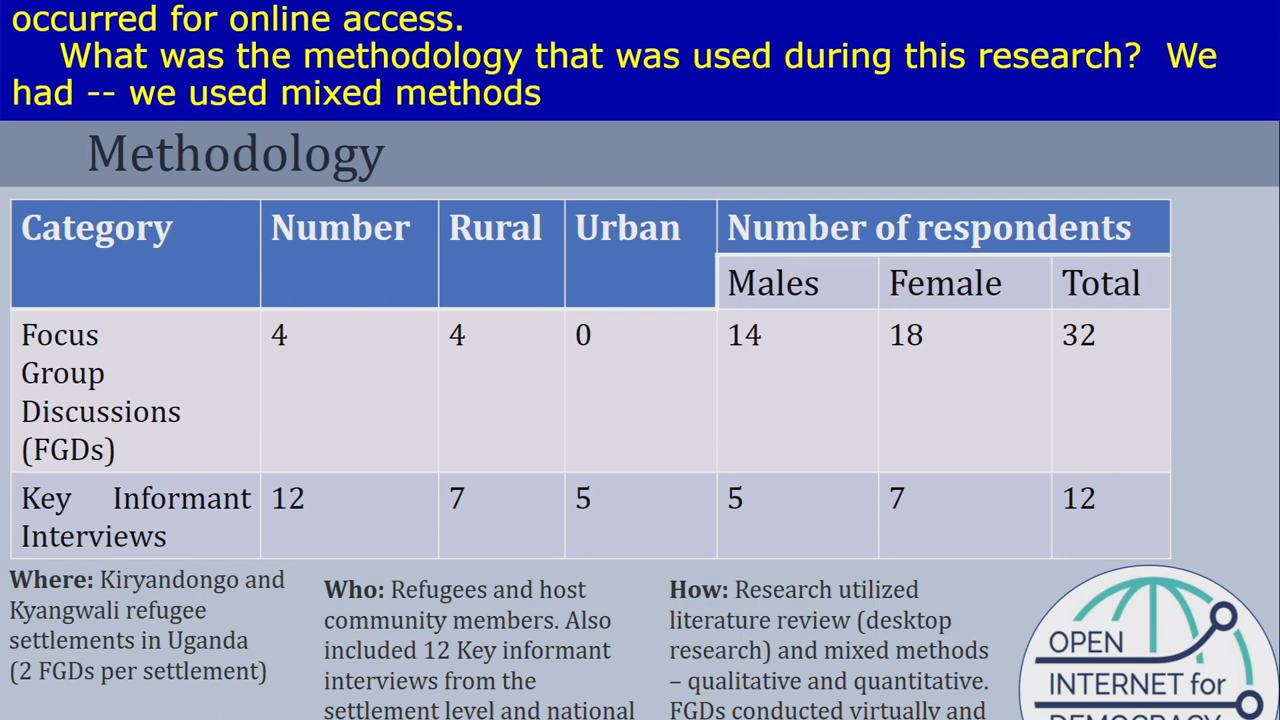 occurred for online access.
What was the methodology that was used during this research?  We
had -- we used mixed methods
Methodology
Category Number Rural Urban Number of respondents
Males Female Total
Focus 4 4 0 14 18 32
Group
Discussions
(FGDs)
Key Informant 12 7 5 5 7 12
Interviews
Where: Kiryandongo and
Kyangwali refugee
settlements in Uganda
(2 FGDs per settlement)
Who: Refugees and host
community members. Also
included 12 Key informant
interviews from the
settlement level and national
How: Research utilized
literature review (desktop
research) and mixed methods
– qualitative and quantitative.
FGDs conducted virtually and
OPEN
INTERNET for
DEMOCRACY